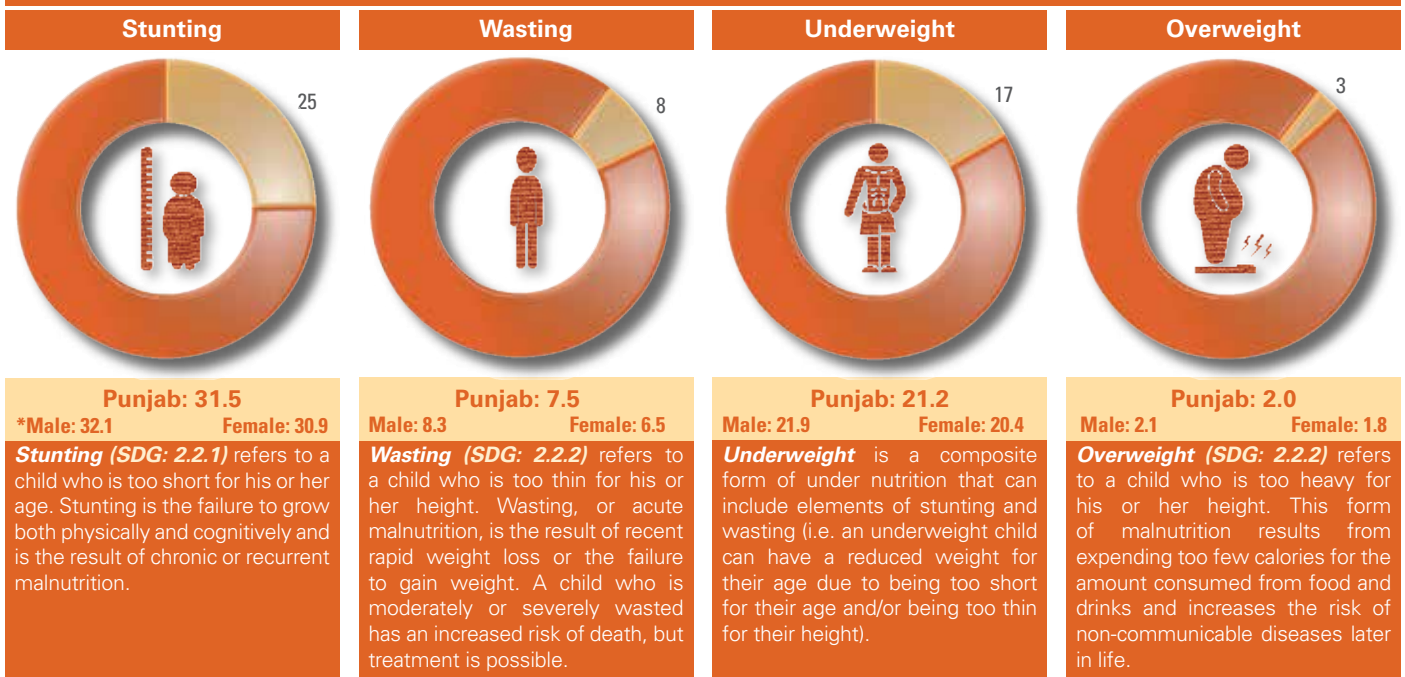 Stunting
25
Punjab: 31.5
*Male: 32.1 Female: 30.9
Stunting (SDG: 2.2.1) refers to a
child who is too short for his or her
age. Stunting is the failure to grow
both physically and cognitively and
is the result of chronic or recurrent
malnutrition.
Wasting
8
Punjab: 7.5
Male: 8.3 Female: 6.5
Wasting (SDG: 2.2.2) refers to
a child who is too thin for his or
her height. Wasting, or acute
malnutrition, is the result of recent
rapid weight loss or the failure
to gain weight. A child who is
moderately or severely wasted
has an increased risk of death, but
treatment is possible.
Underweight
17
Punjab: 21.2
Male: 21.9 Female: 20.4
Underweight is a composite
form of under nutrition that can
include elements of stunting and
wasting (i.e. an underweight child
can have a reduced weight for
their age due to being too short
for their age and/or being too thin
for their height).
Overweight
3
Punjab: 2.0
Male: 2.1 Female: 1.8
Overweight (SDG: 2.2.2) refers
to a child who is too heavy for
his or her height. This form
of malnutrition results from
expending too few calories for the
amount consumed from food and
drinks and increases the risk of
non-communicable diseases later
in life.